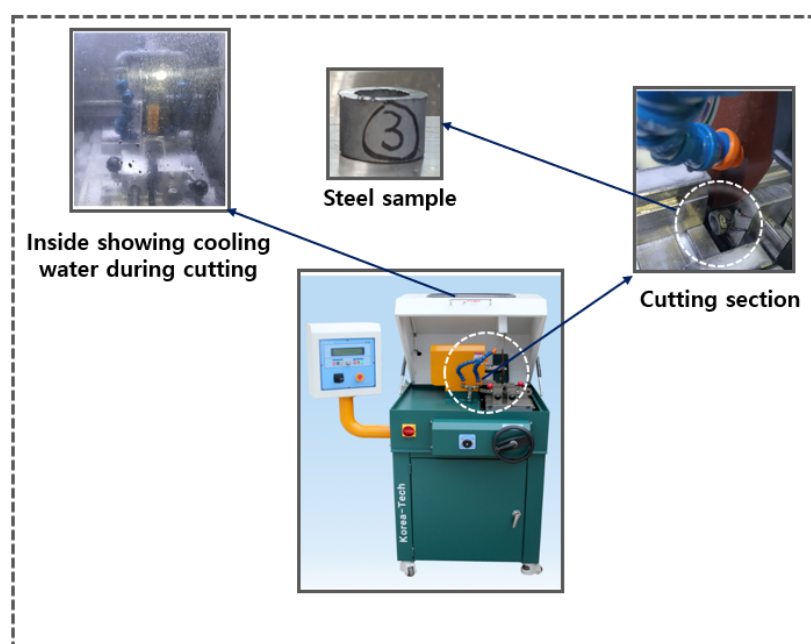 3
Steel sample
Inside showing cooling
water during cutting
Cutting section
Korea-Tech